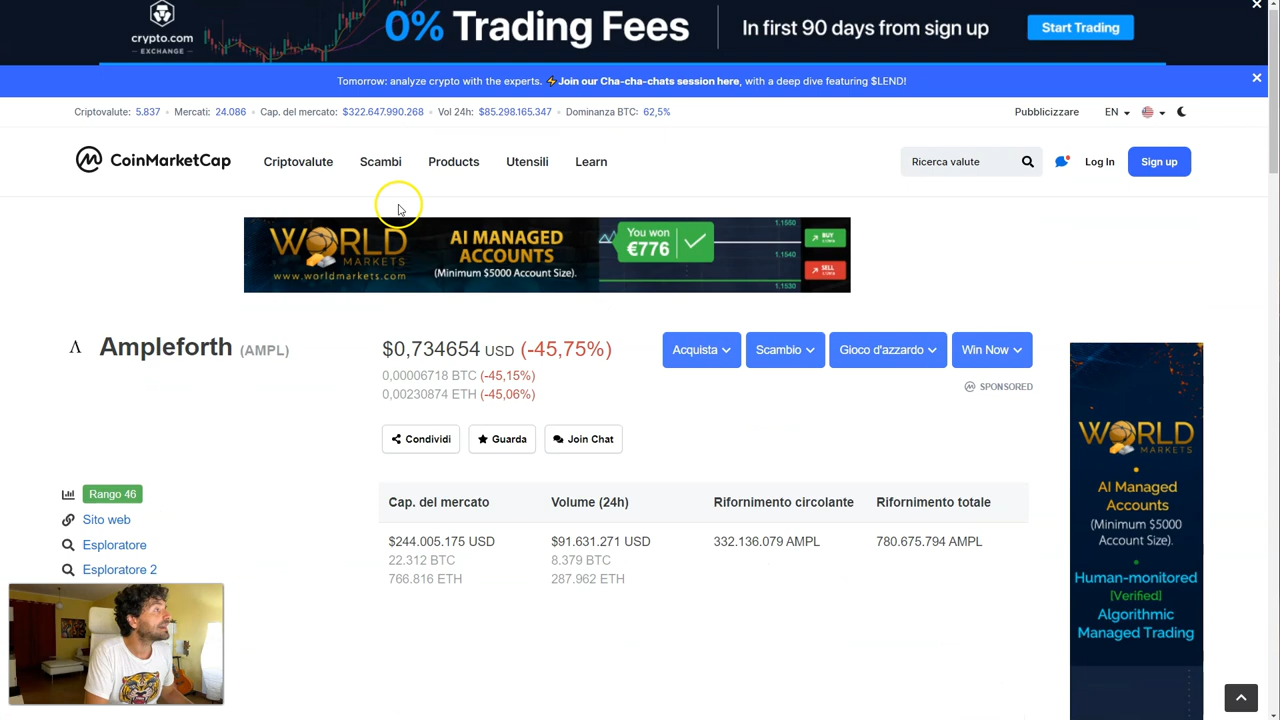 crypto.com
EXCHANGE
0% Trading Fees
In first 90 days from sign up
Start Trading
Tomorrow: analyze crypto with the experts. ⚡Join our Cha-cha-chats session here, with a deep dive featuring $LEND!
Criptovalute: 5.837 • Mercati: 24.086 • Cap. del mercato: $322.647.990.268 • Vol 24h: $85.298.165.347 • Dominanza BTC: 62,5%
Pubblicizzare
EN
CoinMarketCap
Criptovalute
Scambi
Products
Utensili
Learn
Ricerca valute
Log In
Sign up
WORLD
MARKETS
www.worldmarkets.com
AI MANAGED
ACCOUNTS
(Minimum $5000 Account Size).
You won
€776
1.1550
1.1540
1.1530
BUY
SELL
Λ Ampleforth (AMPL)
$0,734654 USD (-45,75%)
0,00006718 BTC (-45,15%)
0,00230874 ETH (-45,06%)
Acquista
Scambio
Gioco d'azzardo
Win Now
SPONSORED
Condividi
Guarda
Join Chat
Rango 46
Sito web
Esploratore
Esploratore 2
Cap. del mercato
Volume (24h)
Rifornimento circolante
Rifornimento totale
$244.005.175 USD
$91.631.271 USD
332.136.079 AMPL
780.675.794 AMPL
22.312 BTC
8.379 BTC
766.816 ETH
287.962 ETH
WORLD
MARKETS
AI Managed
Accounts
(Minimum $5000
Account Size).
Human-monitored
[Verified]
Algorithmic
Managed Trading